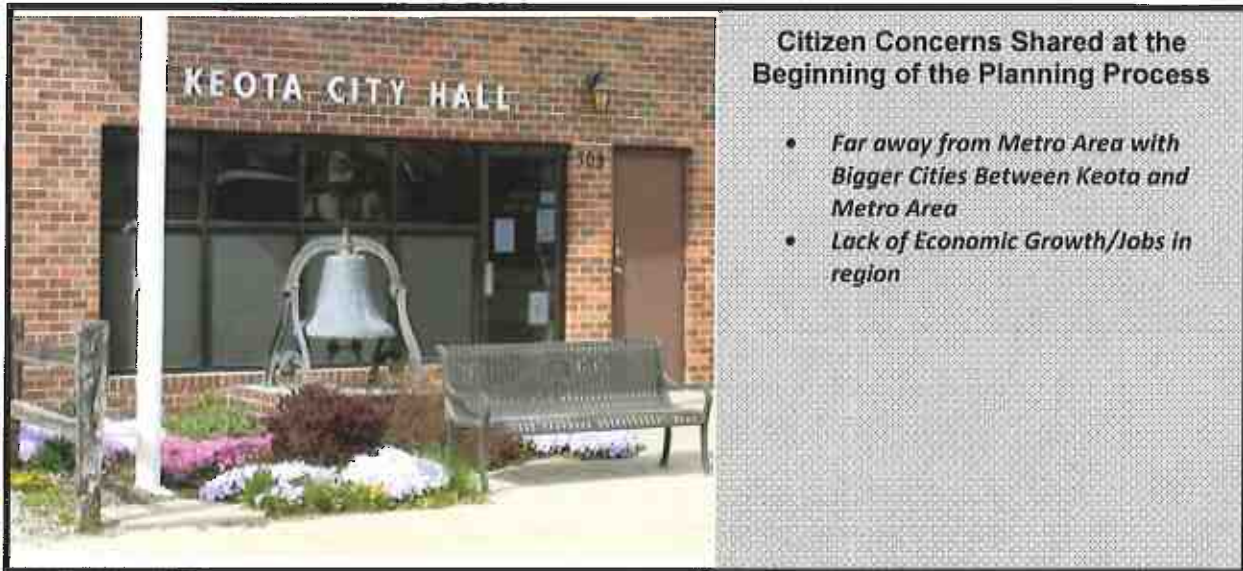 KEOTA CITY HALL
309
Citizen Concerns Shared at the
Beginning of the Planning Process
• Far away from Metro Area with
Bigger Cities Between Keota and
Metro Area
• Lack of Economic Growth/Jobs in
region